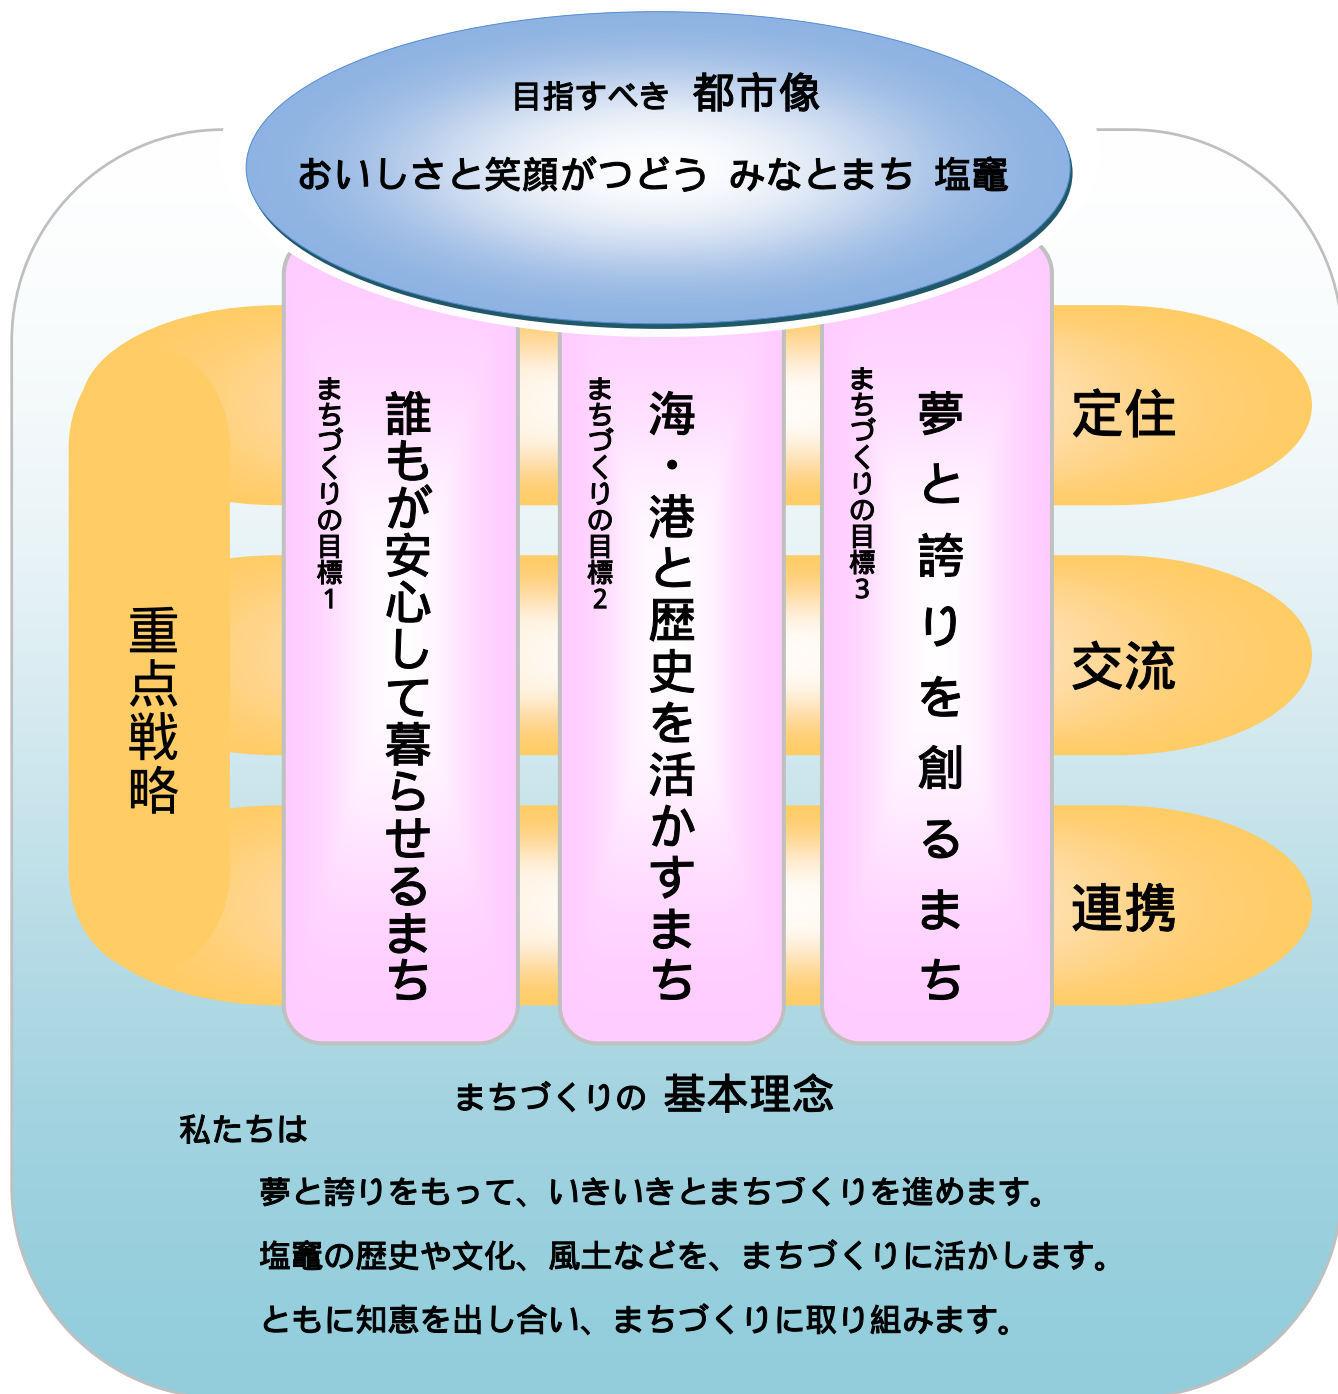 目指すべき 都市像
おいしさと笑顔がつどう みなとまち 塩竈
まちづくりの目標1
誰もが安心して暮らせるまち
まちづくりの目標2
海・港と歴史を活かすまち
まちづくりの目標3
夢と誇りを創るまち
重点戦略
定住
交流
連携
まちづくりの 基本理念
私たちは
夢と誇りをもって、いきいきとまちづくりを進めます。
塩竈の歴史や文化、風土などを、まちづくりに活かします。
ともに知恵を出し合い、まちづくりに取り組みます。